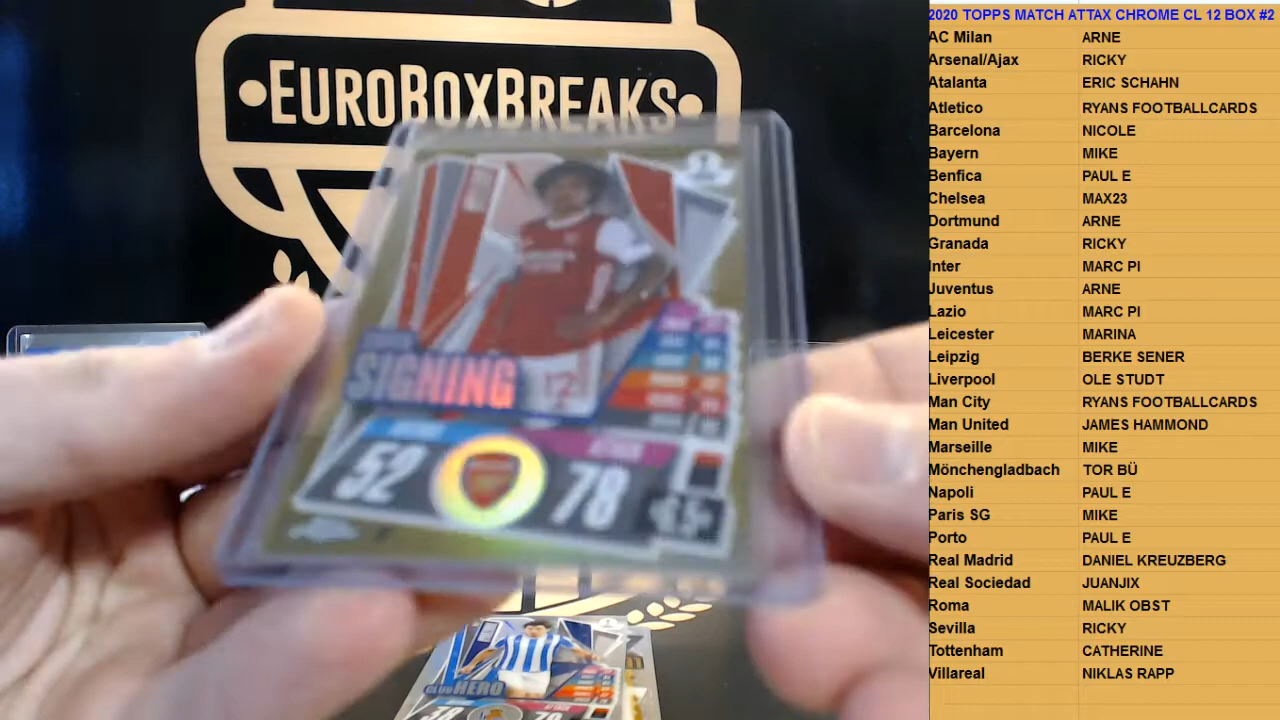 EUROBOXBREAKS
SIGNING
12
52
78
CLUB HERO
38
2020 TOPPS MATCH ATTAX CHROME CL 12 BOX #2
AC Milan ARNE
Arsenal/Ajax RICKY
Atalanta ERIC SCHAHN
Atletico RYANS FOOTBALLCARDS
Barcelona NICOLE
Bayern MIKE
Benfica PAUL E
Chelsea MAX23
Dortmund ARNE
Granada RICKY
Inter MARC PI
Juventus ARNE
Lazio MARC PI
Leicester MARINA
Leipzig BERKE SENER
Liverpool OLE STUDT
Man City RYANS FOOTBALLCARDS
Man United JAMES HAMMOND
Marseille MIKE
Mönchengladbach TOR BÜ
Napoli PAUL E
Paris SG MIKE
Porto PAUL E
Real Madrid DANIEL KREUZBERG
Real Sociedad JUANJIX
Roma MALIK OBST
Sevilla RICKY
Tottenham CATHERINE
Villareal NIKLAS RAPP